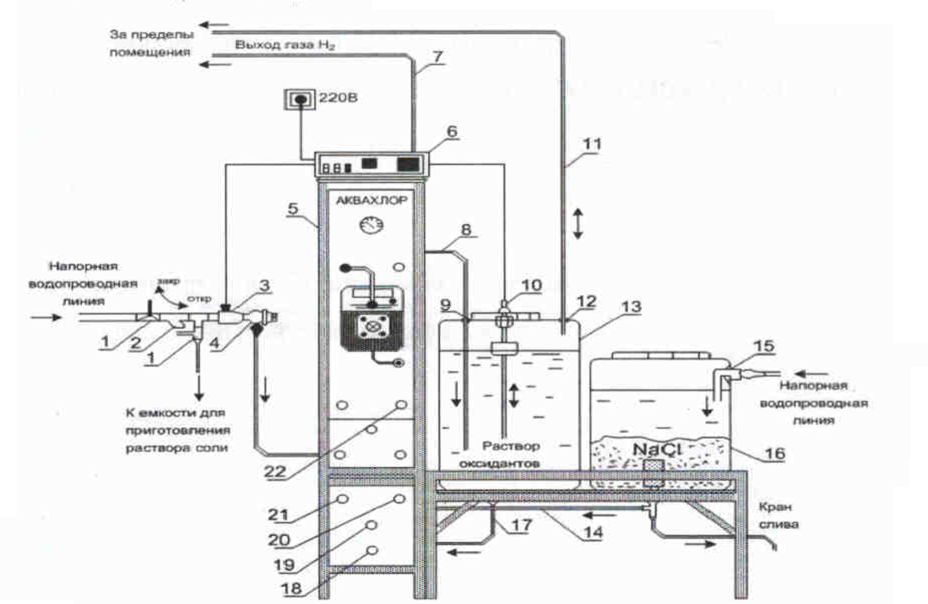 За пределы
помещения
Выход газа H₂
7
220В
6
11
АКВАХЛОР
5
8
Напорная
водопроводная
линия
закр
откр
3
10
9
12
13
1
2
1
4
15
Напорная
водопроводная
линия
К емкости для
приготовления
раствора соли
Раствор
оксидантов
NaCl
16
22
21
20
19
18
17
14
Кран
слива